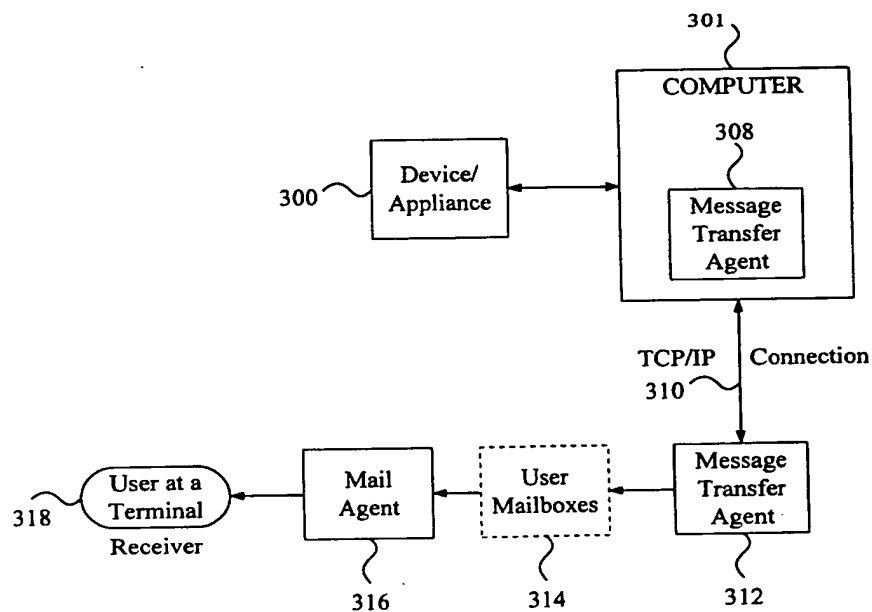 301
COMPUTER
308
Message
Transfer
Agent
300
Device/
Appliance
TCP/IP Connection
310
318
User at a
Terminal
Receiver
Mail
Agent
316
User
Mailboxes
314
Message
Transfer
Agent
312